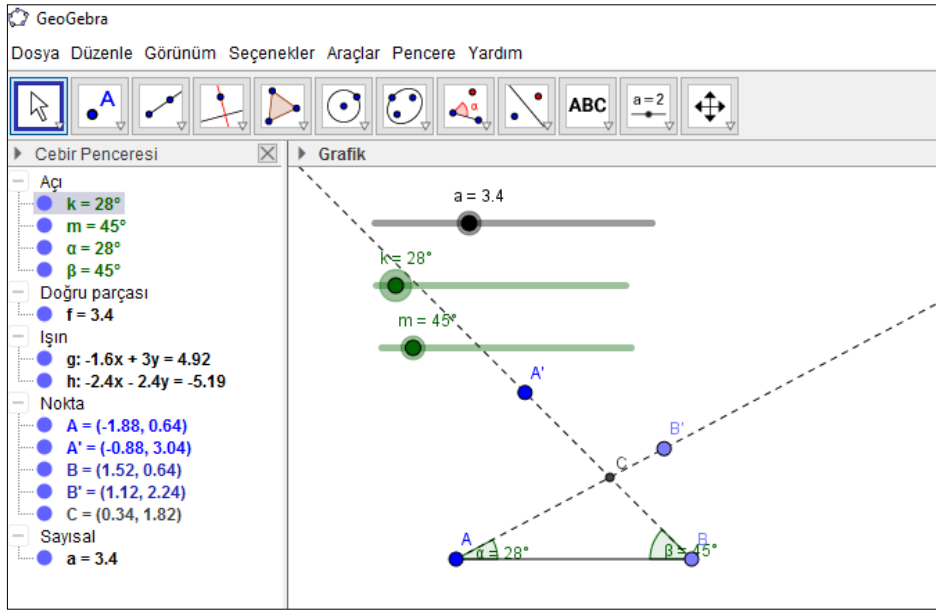 GeoGebra
Dosya Düzenle Görünüm Seçenekler Araçlar Pencere Yardım
A
α
ABC
a = 2
Cebir Penceresi
Grafik
Açı
k = 28°
m = 45°
α = 28°
β = 45°
Doğru parçası
f = 3.4
Işın
g: -1.6x + 3y = 4.92
h: -2.4x - 2.4y = -5.19
Nokta
A = (-1.88, 0.64)
A' = (-0.88, 3.04)
B = (1.52, 0.64)
B' = (1.12, 2.24)
C = (0.34, 1.82)
Sayısal
a = 3.4
a = 3.4
k = 28°
m = 45°
A'
B'
C
A
B
α = 28°
β = 45°